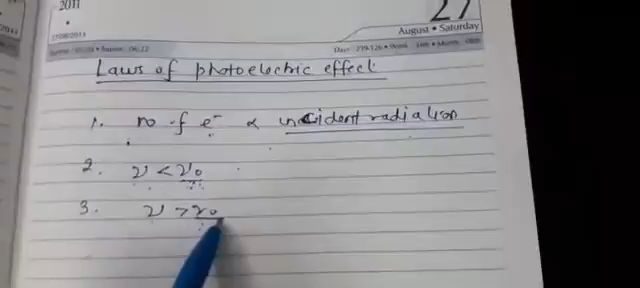 2011
27
August • Saturday
Laws of photoelectric effect
1. no of e⁻ ∝ incident radiation
2. ν < ν₀
3. ν > ν₀